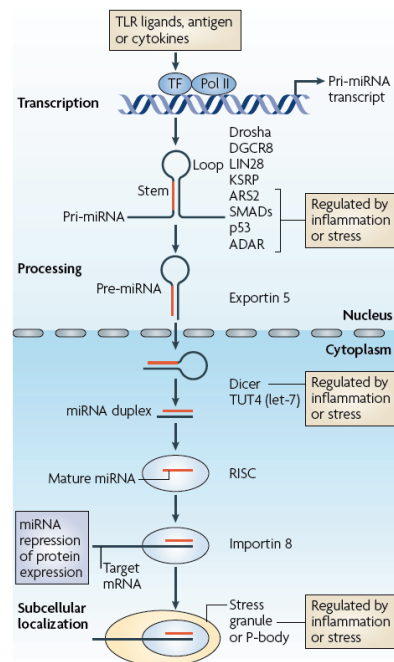 TLR ligands, antigen
or cytokines
TF
Pol II
Transcription
Pri-miRNA
transcript
Drosha
DGCR8
Loop
LIN28
Stem
KSRP
ARS2
SMADs
p53
ADAR
Regulated by
inflammation
or stress
Pri-miRNA
Processing
Pre-miRNA
Exportin 5
Nucleus
Cytoplasm
Dicer
TUT4 (let-7)
Regulated by
inflammation
or stress
miRNA duplex
Mature miRNA
RISC
miRNA
repression
of protein
expression
Importin 8
Target
mRNA
Subcellular
localization
Stress
granule
or P-body
Regulated by
inflammation
or stress